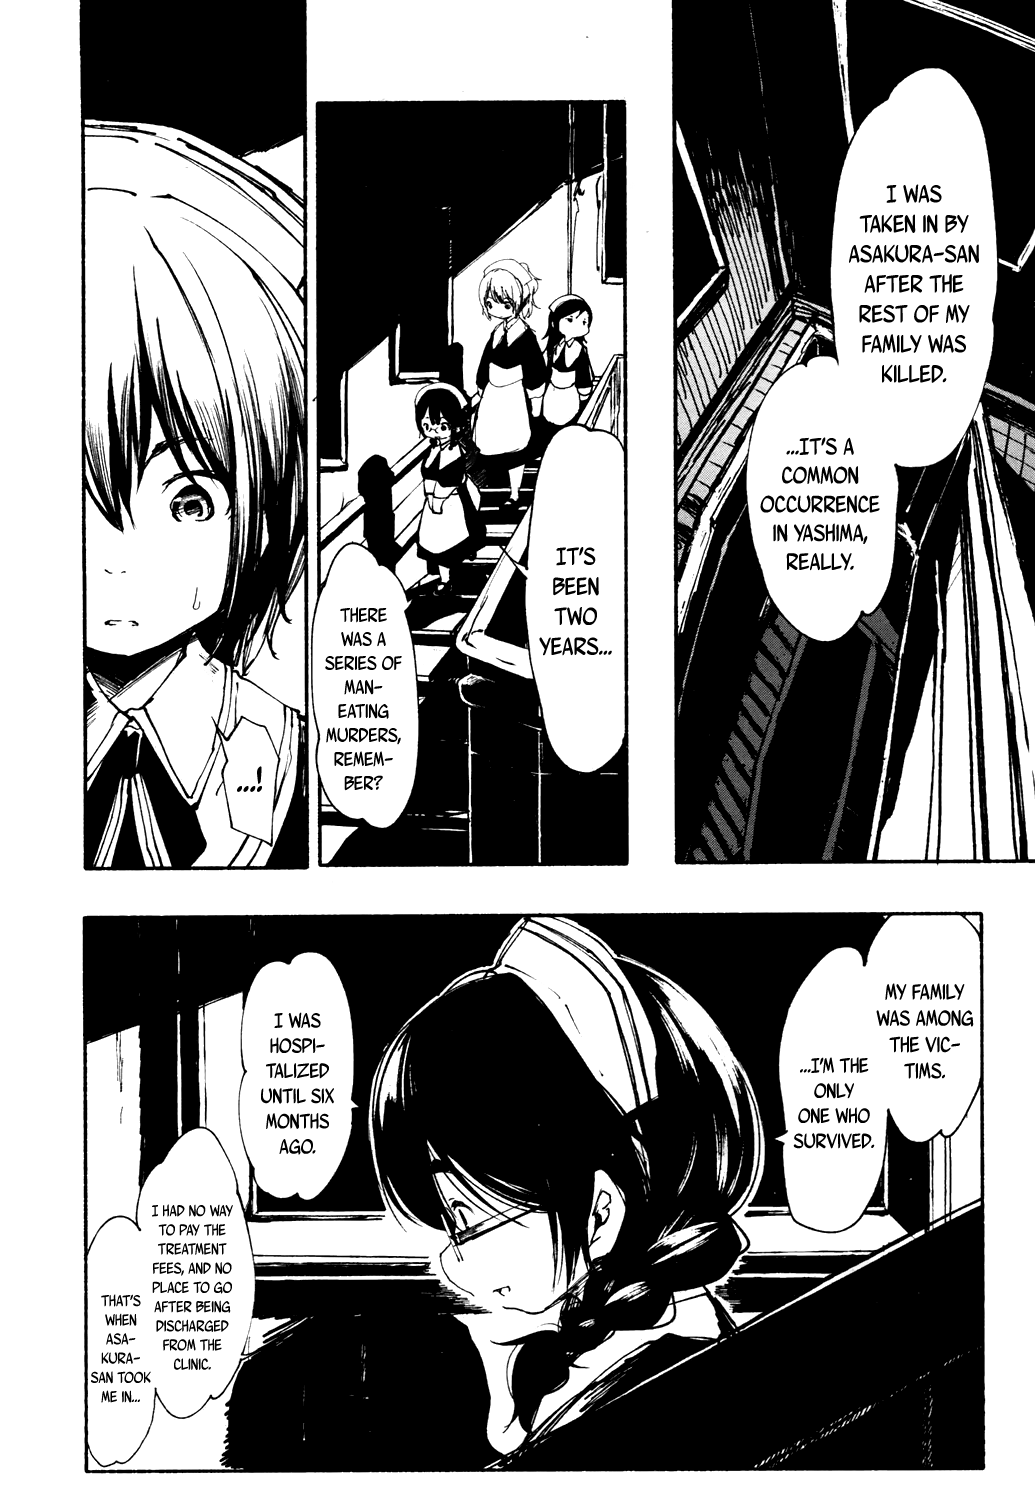 I WAS
TAKEN IN BY
ASAKURA-SAN
AFTER THE
REST OF MY
FAMILY WAS
KILLED.
...IT'S A
COMMON
OCCURRENCE
IN YASHIMA,
REALLY.
IT'S
BEEN
TWO
YEARS...
THERE
WAS A
SERIES OF
MAN-
EATING
MURDERS,
REMEM-
BER?
....!
MY FAMILY
WAS AMONG
THE VIC-
TIMS.
...I'M THE
ONLY
ONE WHO
SURVIVED.
I WAS
HOSPI-
TALIZED
UNTIL SIX
MONTHS
AGO.
I HAD NO WAY
TO PAY THE
TREATMENT
FEES, AND NO
PLACE TO GO
AFTER BEING
DISCHARGED
FROM THE
CLINIC.
THAT'S
WHEN
ASA-
KURA-
SAN TOOK
ME IN...